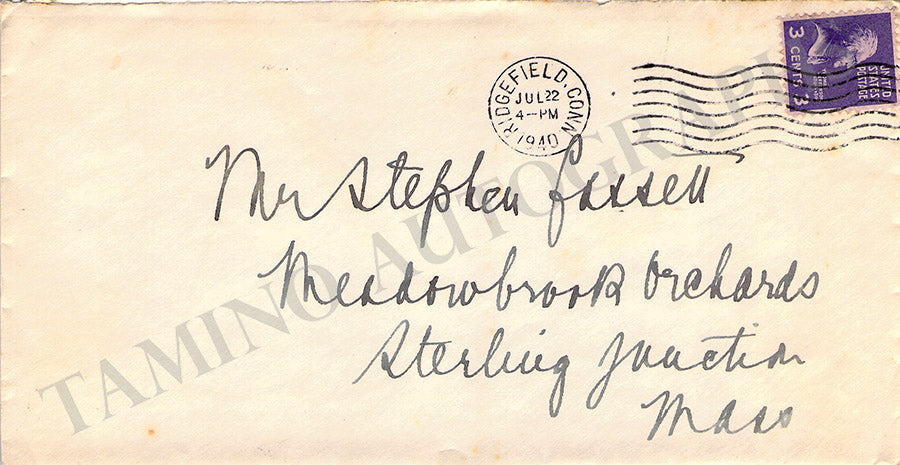 RIDGEFIELD, CONN
JUL 22
4-PM
1940
3 CENTS 3
UNITED
STATES
POSTAGE
Mr Stephen Fassett
Meadowbrook Orchards
Sterling Junction
Mass
TAMINO AUTOGRAPHS